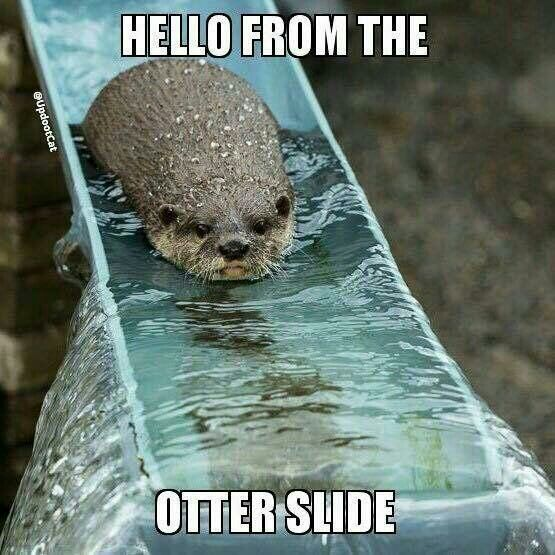 HELLO FROM THE
@UpdootCat
OTTER SLIDE